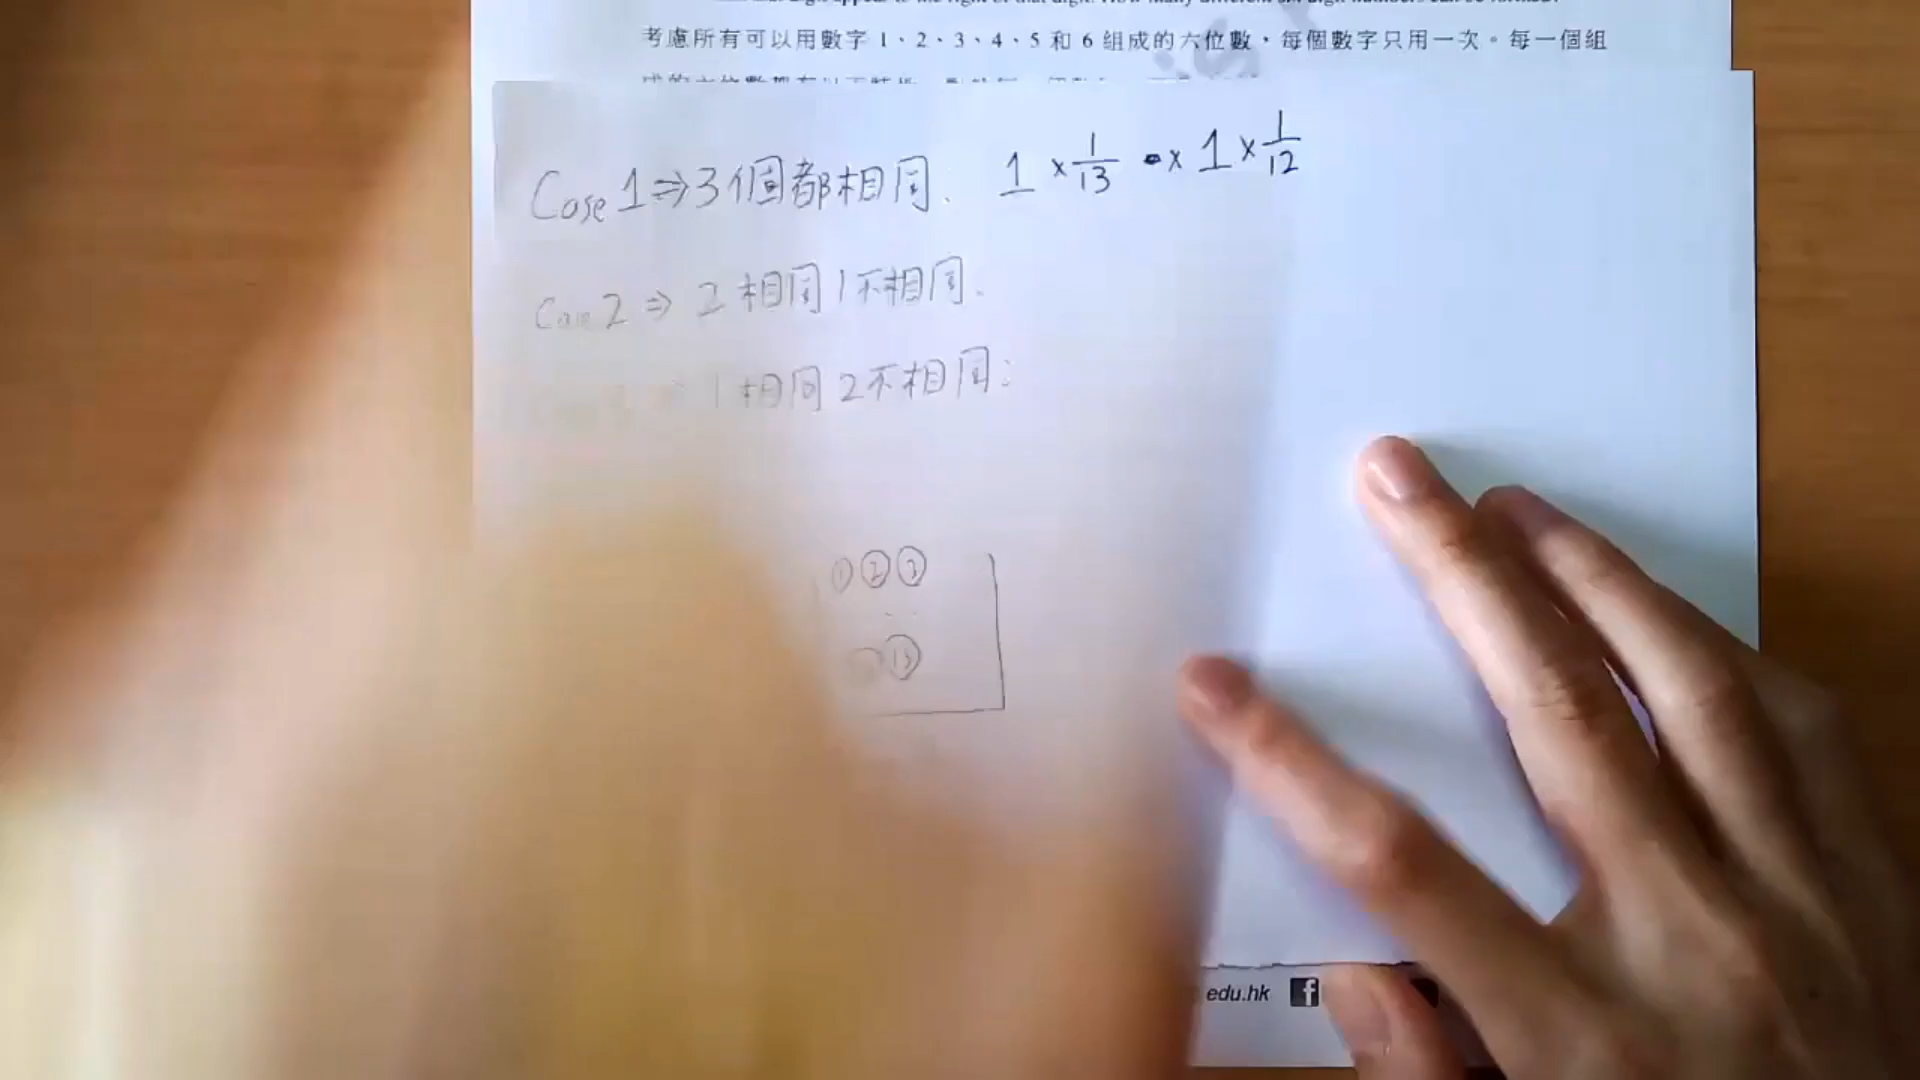 考慮所有可以用數字 1、2、3、4、5 和 6 組成的六位數，每個數字只用一次。每一個組
Case 1 ⇒ 3個都相同. 1 × 1/13 × 1 × 1/12
Case 2 ⇒ 2相同1不相同.
1相同2不相同:
① ② ③
⑬
edu.hk